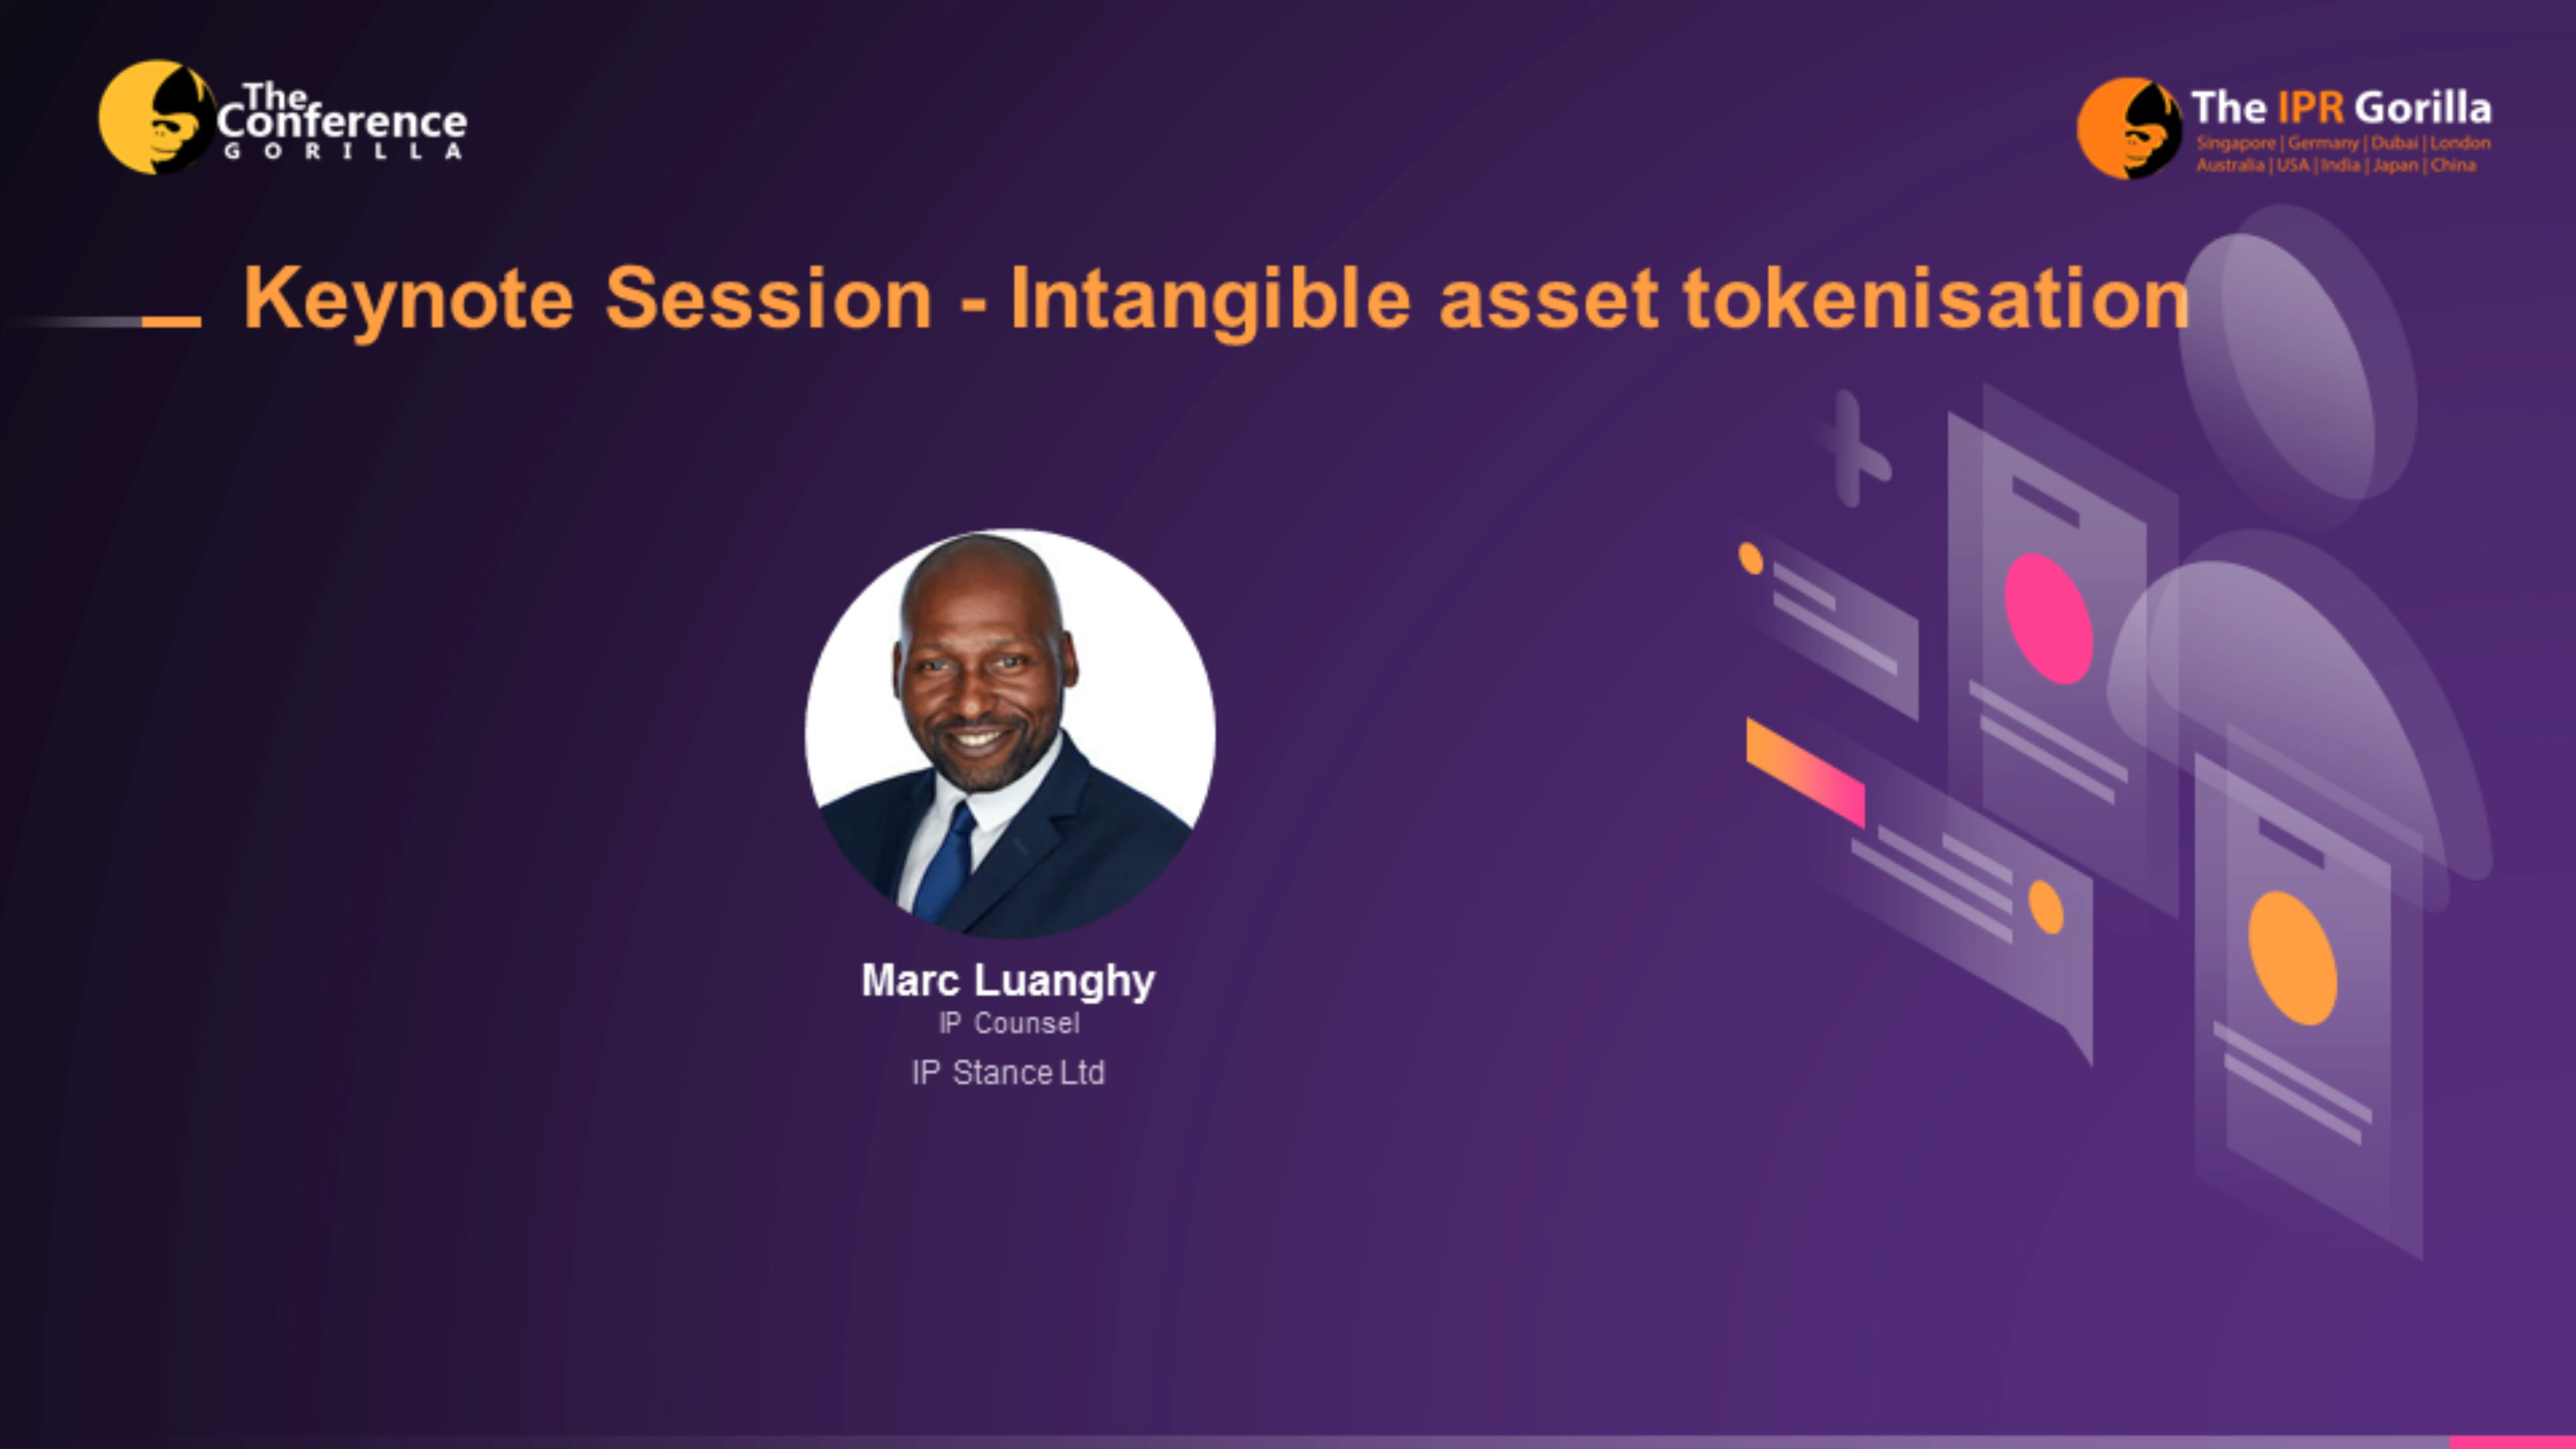 The
Conference
GORILLA
The IPR Gorilla
Singapore | Germany | Dubai | London
Australia | USA | India | Japan | China
Keynote Session - Intangible asset tokenisation
Marc Luanghy
IP Counsel
IP Stance Ltd